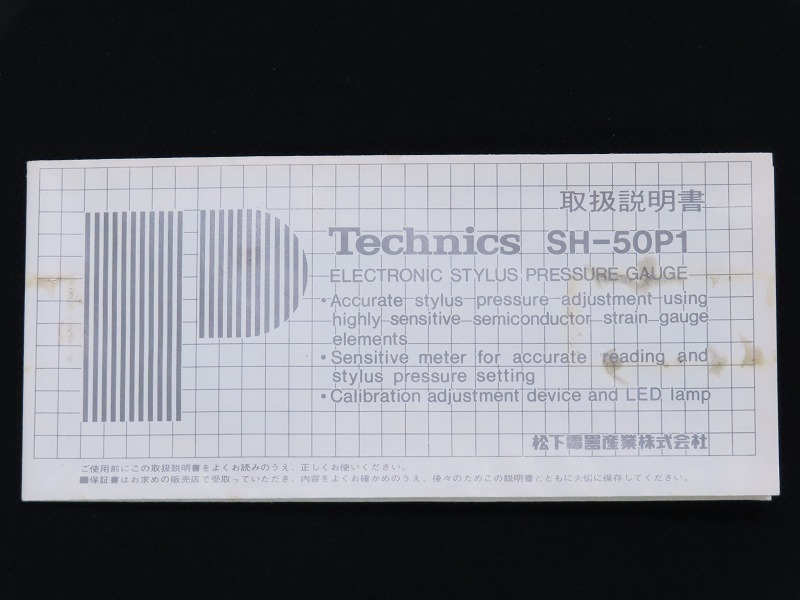 取扱説明書
Technics SH-50P1
ELECTRONIC STYLUS PRESSURE GAUGE
•Accurate stylus pressure adjustment using
highly sensitive semiconductor strain gauge
elements
•Sensitive meter for accurate reading and
stylus pressure setting
•Calibration adjustment device and LED lamp
松下電器産業株式会社
ご使用前にこの取扱説明書をよくお読みのうえ、正しくお使いください。
■保証書はお求めの販売店で受取っていただき、内容をよくお確かめのうえ、後々のためこの説明書とともに大切に保存してください。